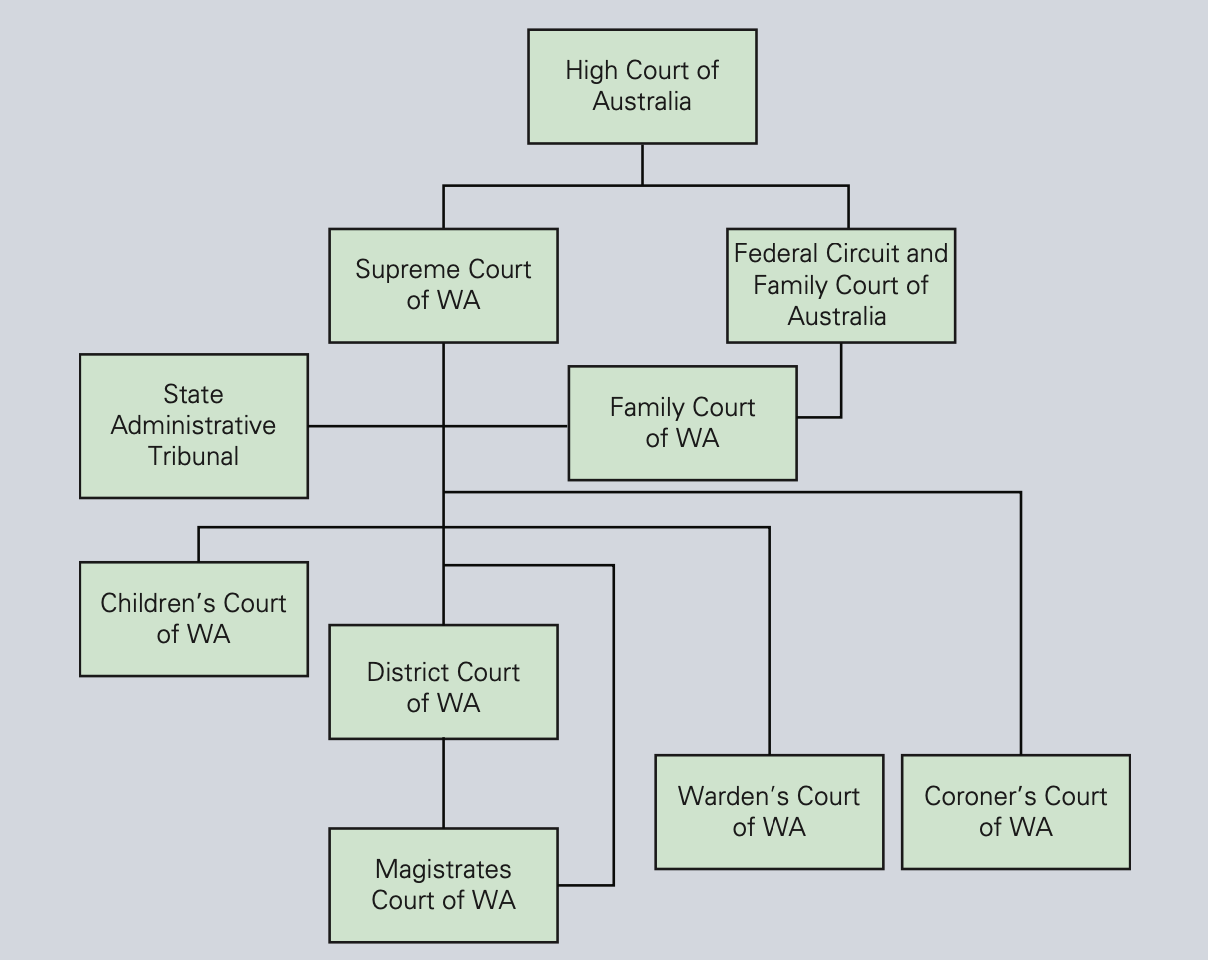 High Court of
Australia
Supreme Court
of WA
Federal Circuit and
Family Court of
Australia
State
Administrative
Tribunal
Family Court
of WA
Children’s Court
of WA
District Court
of WA
Warden’s Court
of WA
Coroner’s Court
of WA
Magistrates
Court of WA